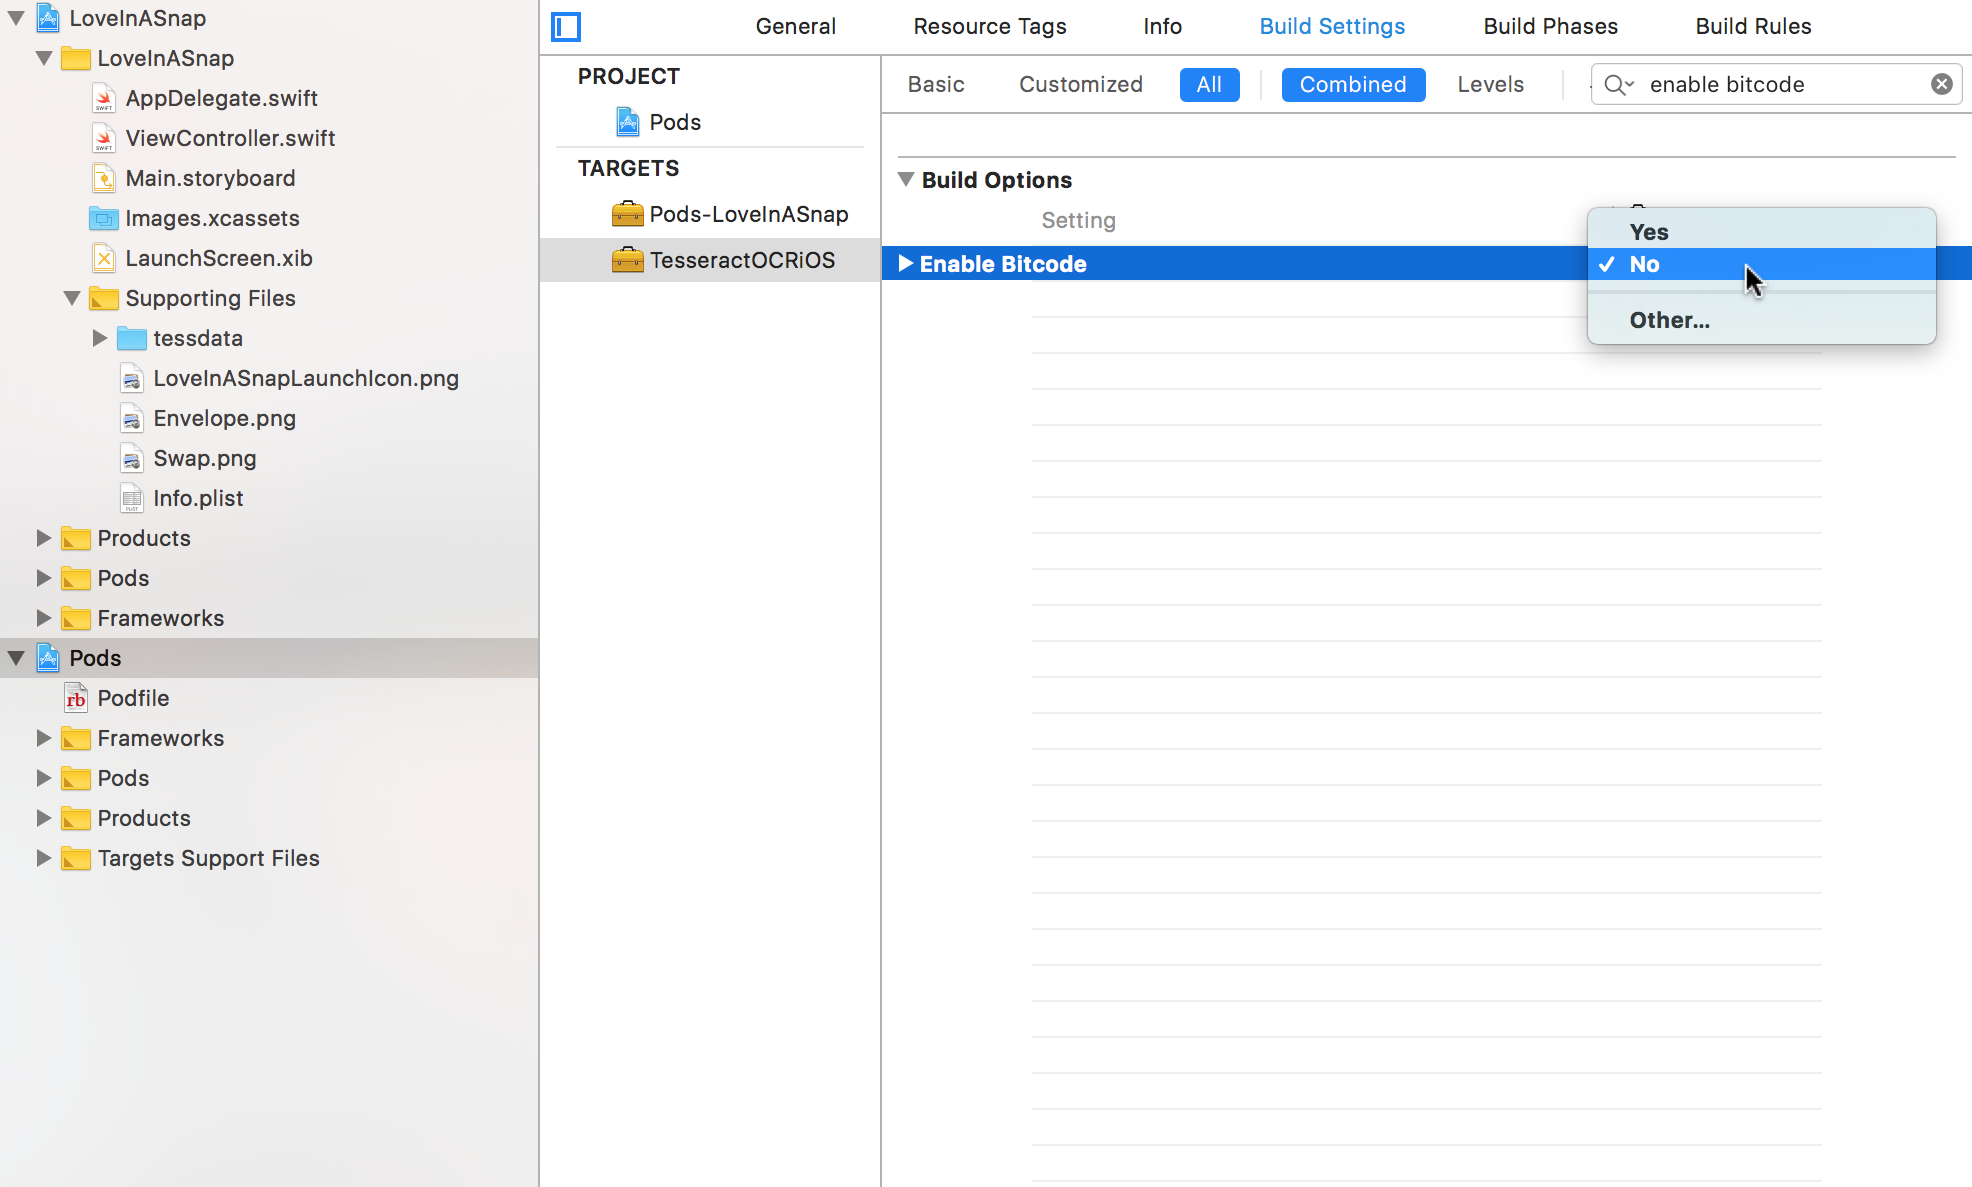 LoveInASnap
LoveInASnap
AppDelegate.swift
ViewController.swift
Main.storyboard
Images.xcassets
LaunchScreen.xib
Supporting Files
tessdata
LoveInASnapLaunchIcon.png
Envelope.png
Swap.png
Info.plist
Products
Pods
Frameworks
Pods
Podfile
Frameworks
Pods
Products
Targets Support Files
General Resource Tags Info Build Settings Build Phases Build Rules
PROJECT
Pods
TARGETS
Pods-LoveInASnap
TesseractOCRiOS
Basic Customized All Combined Levels enable bitcode
Build Options
Setting
Enable Bitcode
Yes
No
Other...